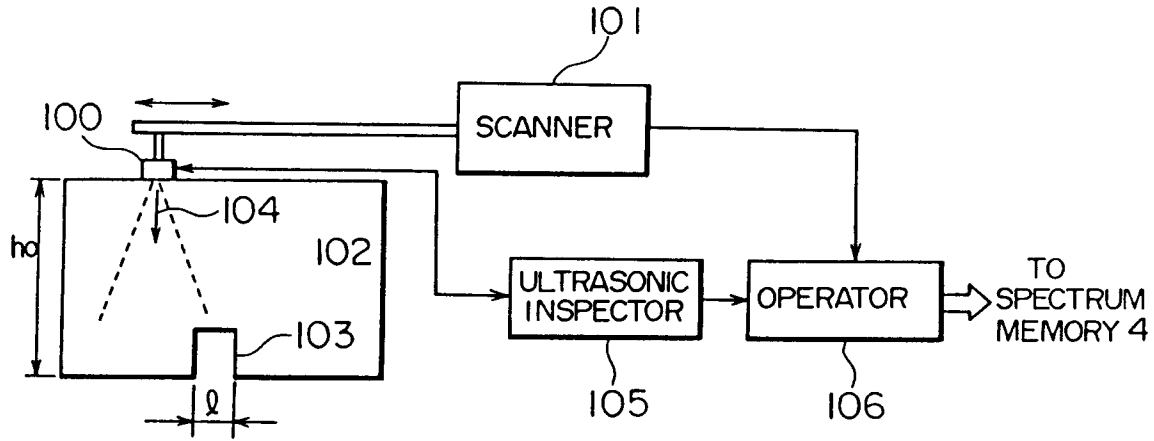 101
SCANNER
100
104
ho
102
ULTRASONIC
INSPECTOR
OPERATOR
TO
SPECTRUM
MEMORY 4
103
l
105
106